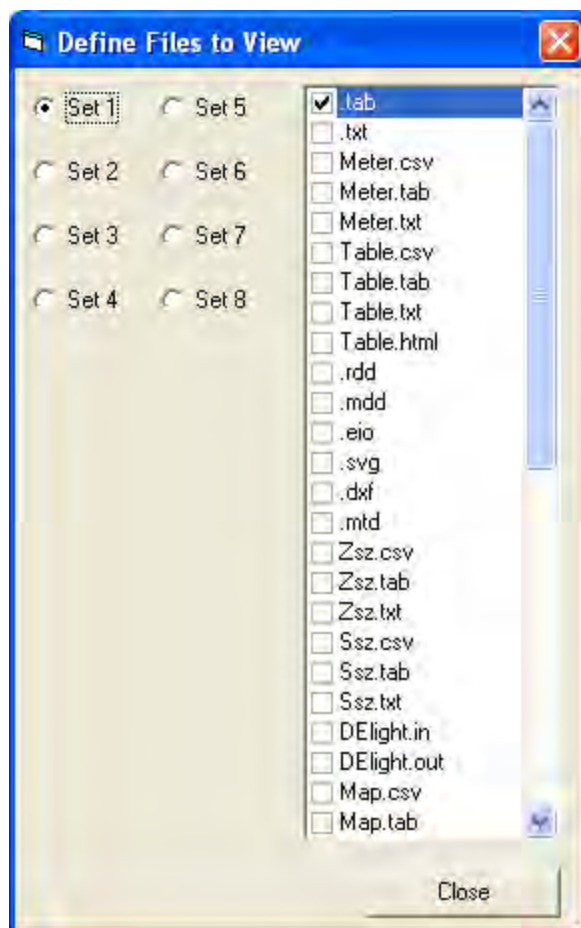 Define Files to View
Set 1
Set 5
Set 2
Set 6
Set 3
Set 7
Set 4
Set 8
.tab
.txt
Meter.csv
Meter.tab
Meter.txt
Table.csv
Table.tab
Table.txt
Table.html
.rdd
.mdd
.eio
.svg
.dxf
.mtd
Zsz.csv
Zsz.tab
Zsz.txt
Ssz.csv
Ssz.tab
Ssz.txt
DElight.in
DElight.out
Map.csv
Map.tab
Close